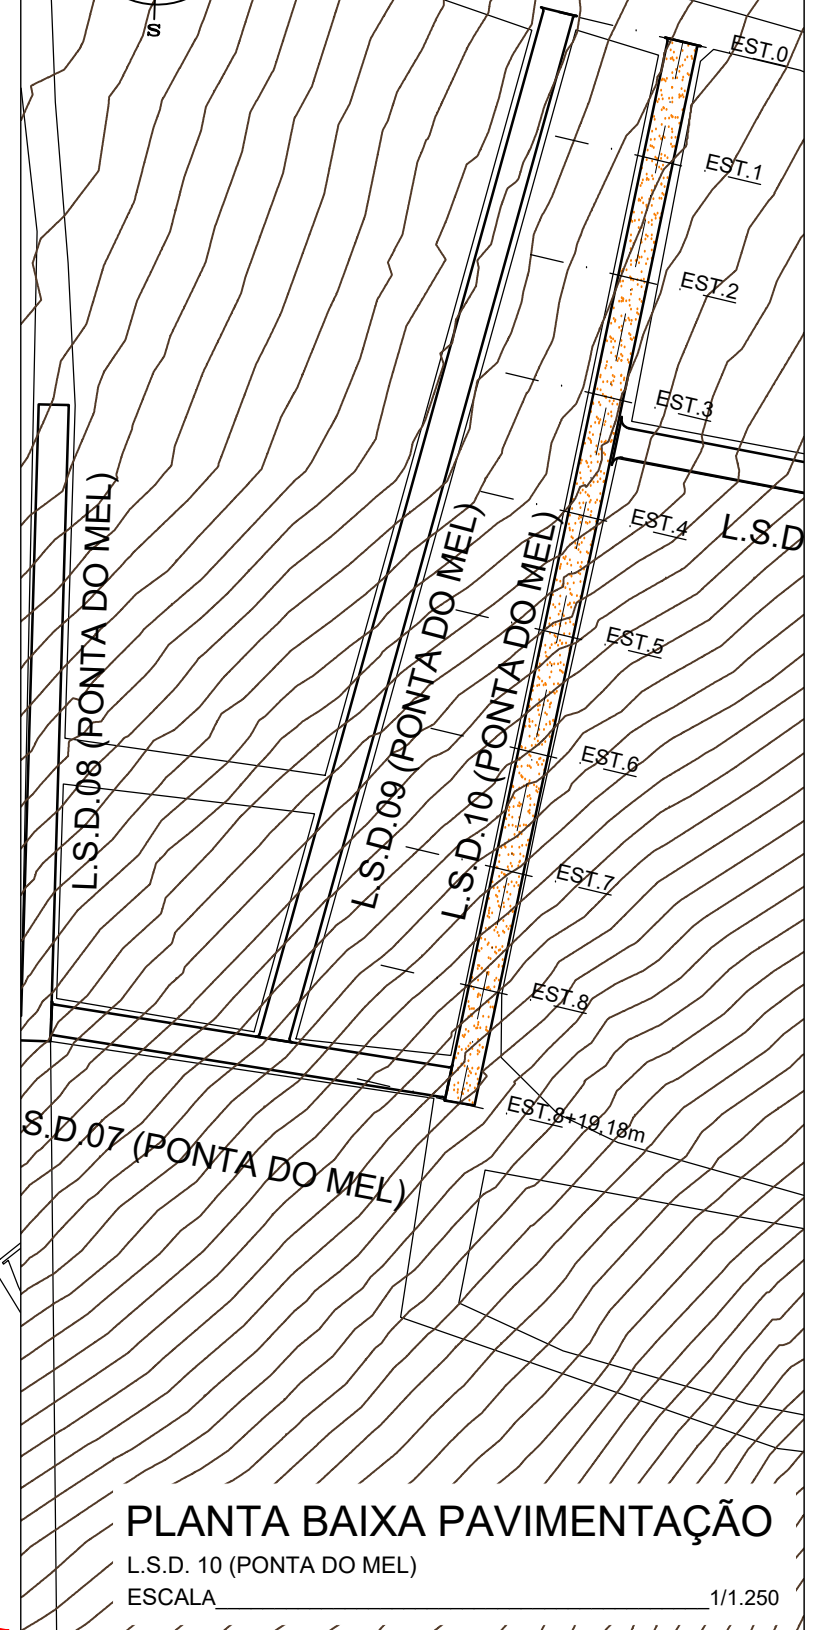 S
EST.0
EST.1
EST.2
EST.3
EST.4
L.S.D
EST.5
EST.6
EST.7
EST.8
EST.8+19,18m
L.S.D.08 (PONTA DO MEL)
L.S.D.09 (PONTA DO MEL)
L.S.D.10 (PONTA DO MEL)
S.D.07 (PONTA DO MEL)
PLANTA BAIXA PAVIMENTAÇÃO
L.S.D. 10 (PONTA DO MEL)
ESCALA 1/1.250